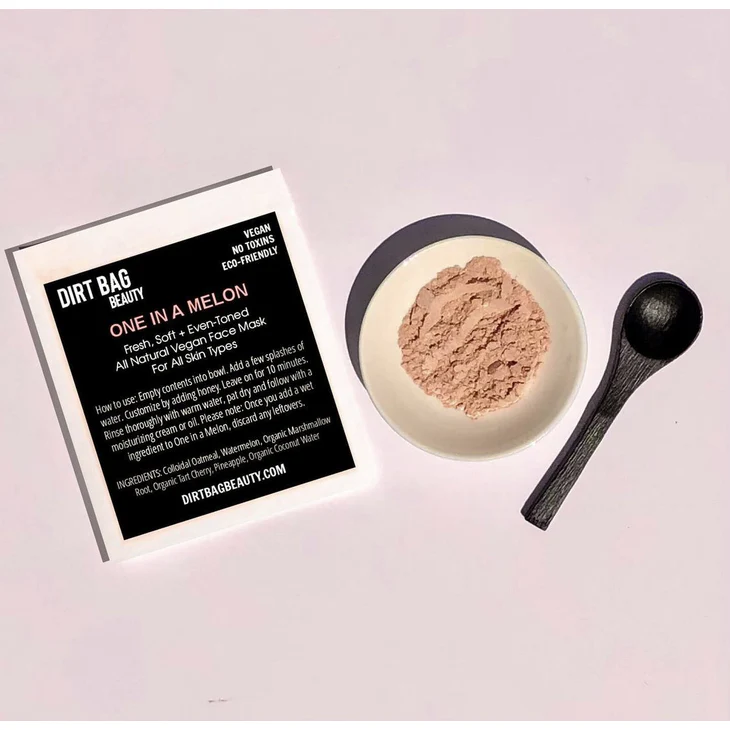 DIRT BAG
BEAUTY
VEGAN
NO TOXINS
ECO-FRIENDLY
ONE IN A MELON
Fresh, Soft + Even-Toned
All Natural Vegan Face Mask
For All Skin Types
How to use: Empty contents into bowl. Add a few splashes of
water. Customize by adding honey. Leave on for 10 minutes.
Rinse thoroughly with warm water, pat dry and follow with a
moisturizing cream or oil. Please note: Once you add a wet
ingredient to One in a Melon, discard any leftovers.
INGREDIENTS: Colloidal Oatmeal, Watermelon, Organic Marshmallow
Root, Organic Tart Cherry, Pineapple, Organic Coconut Water
DIRTBAGBEAUTY.COM